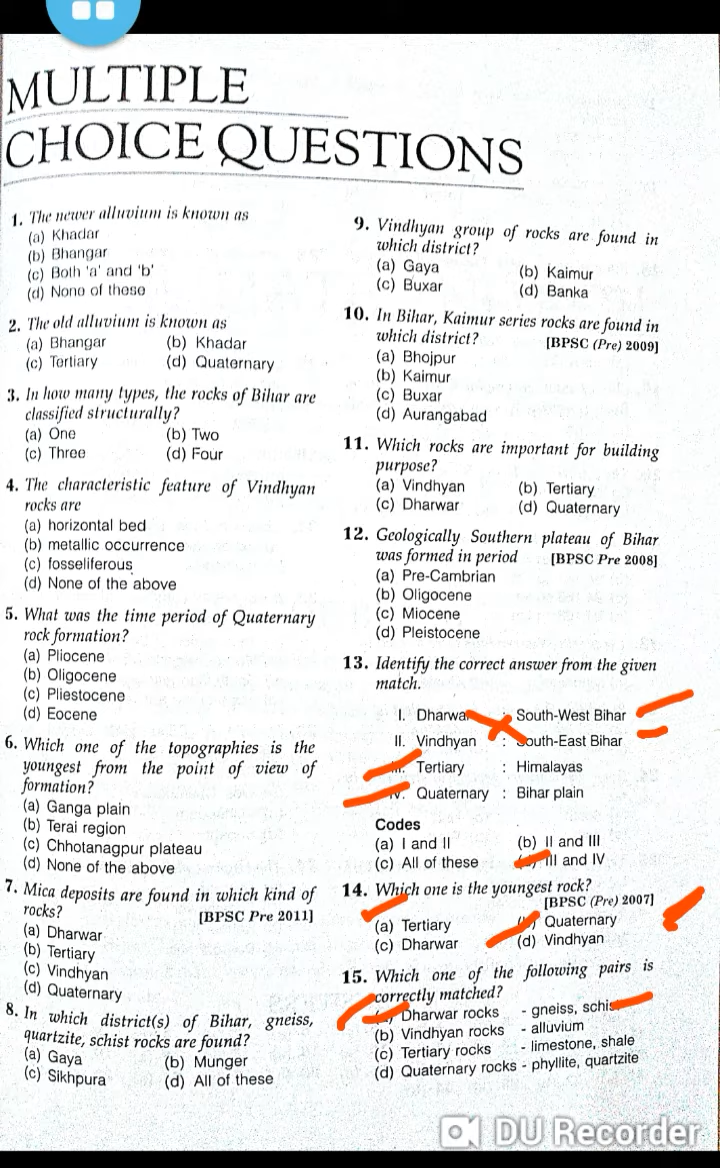 MULTIPLE
CHOICE QUESTIONS
1. The newer alluvium is known as
(a) Khadar
(b) Bhangar
(c) Both 'a' and 'b'
(d) None of these
2. The old alluvium is known as
(a) Bhangar (b) Khadar
(c) Tertiary (d) Quaternary
3. In how many types, the rocks of Bihar are
classified structurally?
(a) One (b) Two
(c) Three (d) Four
4. The characteristic feature of Vindhyan
rocks are
(a) horizontal bed
(b) metallic occurrence
(c) fosseliferous
(d) None of the above
5. What was the time period of Quaternary
rock formation?
(a) Pliocene
(b) Oligocene
(c) Pliestocene
(d) Eocene
6. Which one of the topographies is the
youngest from the point of view of
formation?
(a) Ganga plain
(b) Terai region
(c) Chhotanagpur plateau
(d) None of the above
7. Mica deposits are found in which kind of
rocks? [BPSC Pre 2011]
(a) Dharwar
(b) Tertiary
(c) Vindhyan
(d) Quaternary
8. In which district(s) of Bihar, gneiss,
quartzite, schist rocks are found?
(a) Gaya (b) Munger
(c) Sikhpura (d) All of these
9. Vindhyan group of rocks are found in
which district?
(a) Gaya (b) Kaimur
(c) Buxar (d) Banka
10. In Bihar, Kaimur series rocks are found in
which district? [BPSC (Pre) 2009]
(a) Bhojpur
(b) Kaimur
(c) Buxar
(d) Aurangabad
11. Which rocks are important for building
purpose?
(a) Vindhyan (b) Tertiary
(c) Dharwar (d) Quaternary
12. Geologically Southern plateau of Bihar
was formed in period [BPSC Pre 2008]
(a) Pre-Cambrian
(b) Oligocene
(c) Miocene
(d) Pleistocene
13. Identify the correct answer from the given
match.
I. Dharwar South-West Bihar
II. Vindhyan : South-East Bihar
III. Tertiary : Himalayas
IV. Quaternary : Bihar plain
Codes
(a) I and II (b) II and III
(c) All of these III and IV
14. Which one is the youngest rock?
[BPSC (Pre) 2007]
(a) Tertiary Quaternary
(c) Dharwar (d) Vindhyan
15. Which one of the following pairs is
correctly matched?
Dharwar rocks - gneiss, schist
(b) Vindhyan rocks - alluvium
(c) Tertiary rocks - limestone, shale
(d) Quaternary rocks - phyllite, quartzite
DU Recorder